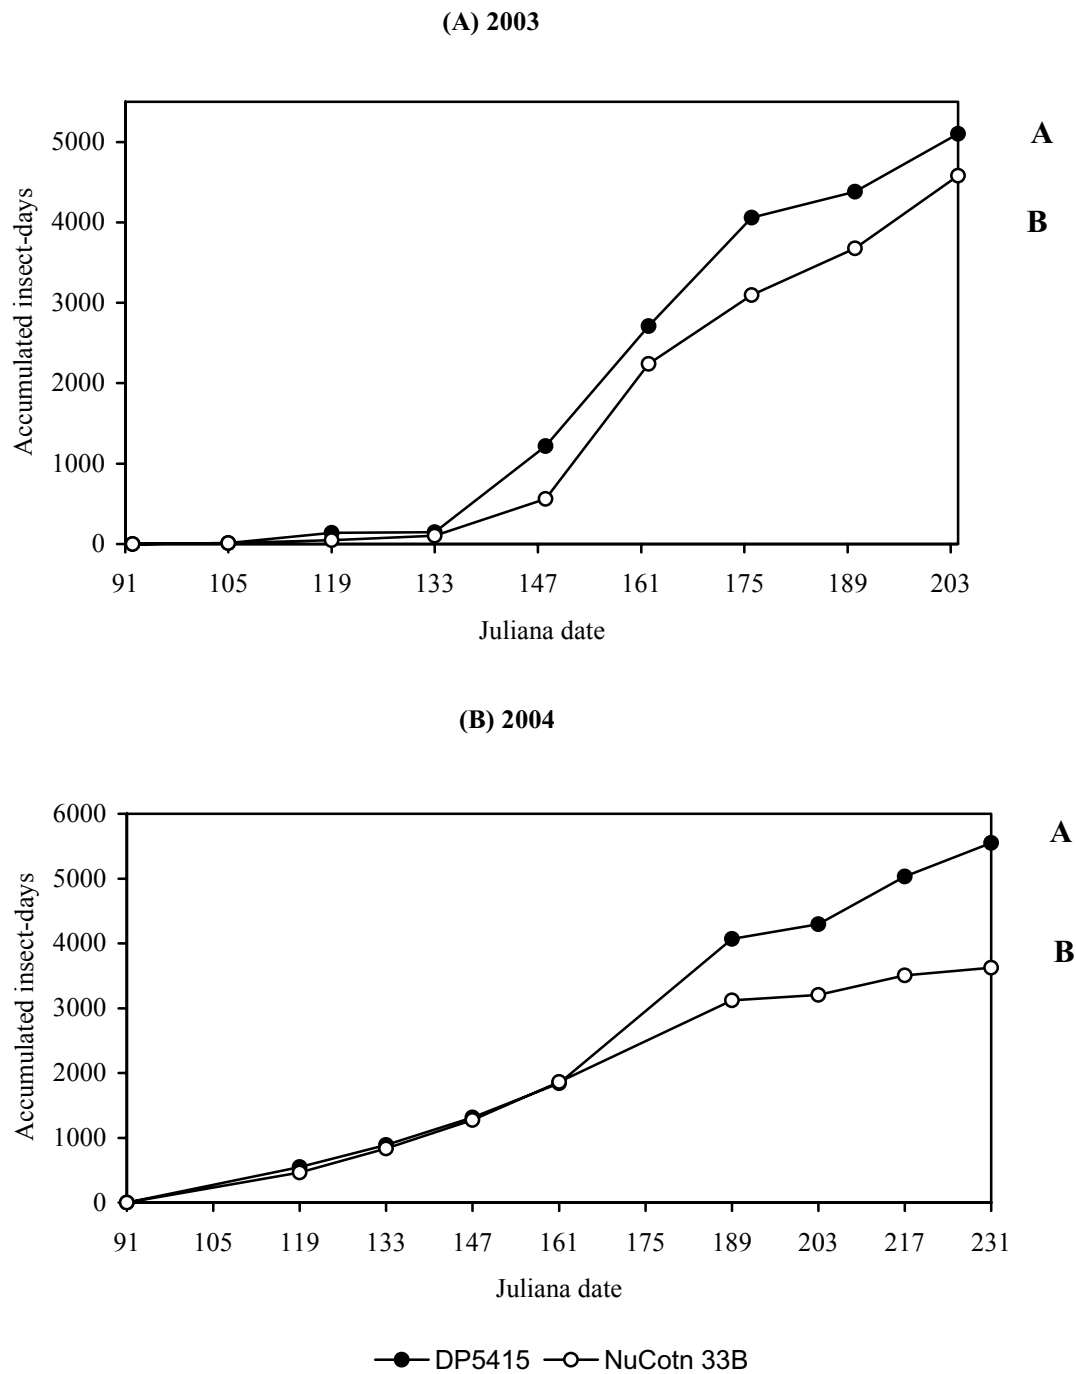 (A) 2003
A
5000
4000
B
3000
2000
1000
0
Accumulated insect-days
91 105 119 133 147 161 175 189 203
Juliana date
(B) 2004
6000
A
5000
4000
B
3000
2000
1000
0
Accumulated insect-days
91 105 119 133 147 161 175 189 203 217 231
Juliana date
DP5415 NuCotn 33B